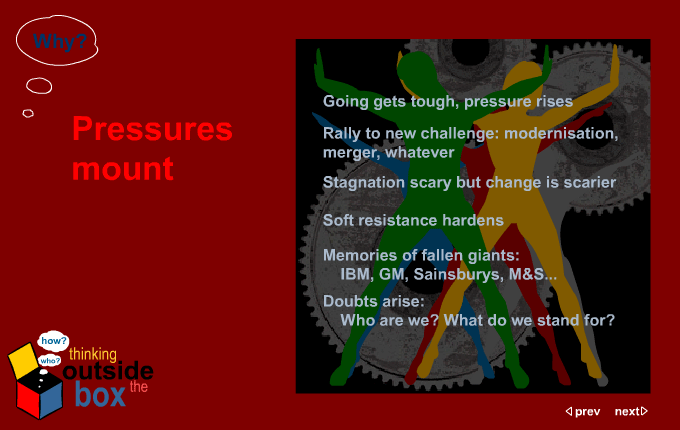 Why?
Pressures
mount
Going gets tough, pressure rises
Rally to new challenge: modernisation,
merger, whatever
Stagnation scary but change is scarier
Soft resistance hardens
Memories of fallen giants:
IBM, GM, Sainsburys, M&S...
Doubts arise:
Who are we? What do we stand for?
how?
who?
thinking
outside
the
box
prev next